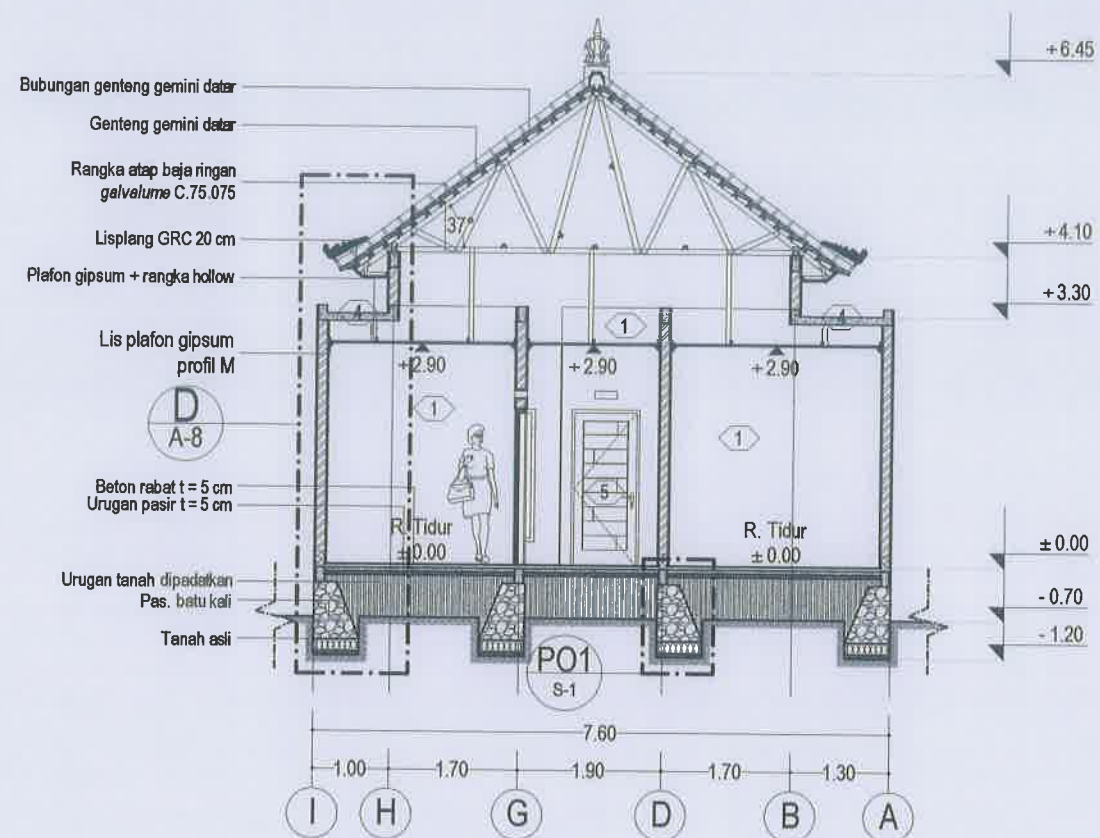 Bubungan genteng gemini datar
Genteng gemini datar
Rangka atap baja ringan
galvalume C.75.075
Lisplang GRC 20 cm
Plafon gipsum + rangka hollow
Lis plafon gipsum
profil M
D
A-8
Beton rabat t = 5 cm
Urugan pasir t = 5 cm
Urugan tanah dipadatkan
Pas. batu kali
Tanah asli
37°
4
4
1
+2.90
+2.90
+2.90
1
1
5
R. Tidur
±0.00
R. Tidur
±0.00
PO1
S-1
+6.45
+4.10
+3.30
±0.00
-0.70
-1.20
7.60
1.00
1.70
1.90
1.70
1.30
I
H
G
D
B
A